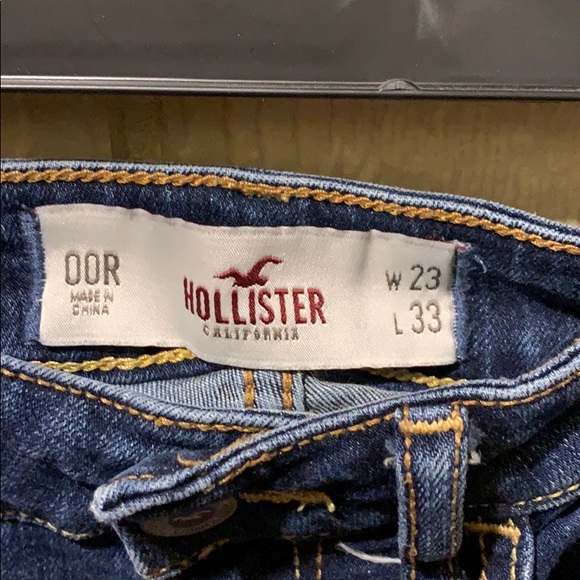 00R
MADE IN
CHINA
HOLLISTER
CALIFORNIA
W 23
L 33